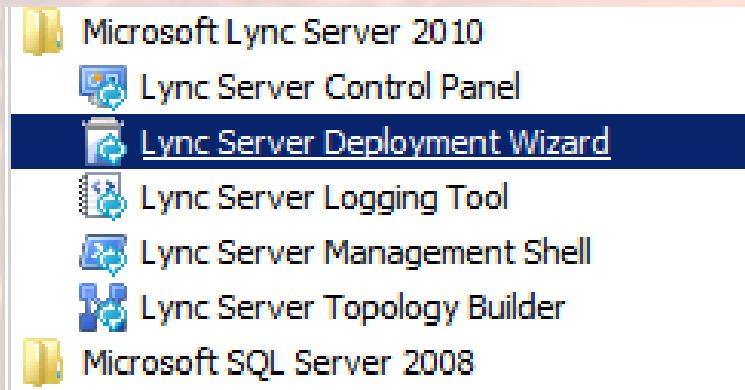 Microsoft Lync Server 2010
Lync Server Control Panel
Lync Server Deployment Wizard
Lync Server Logging Tool
Lync Server Management Shell
Lync Server Topology Builder
Microsoft SQL Server 2008